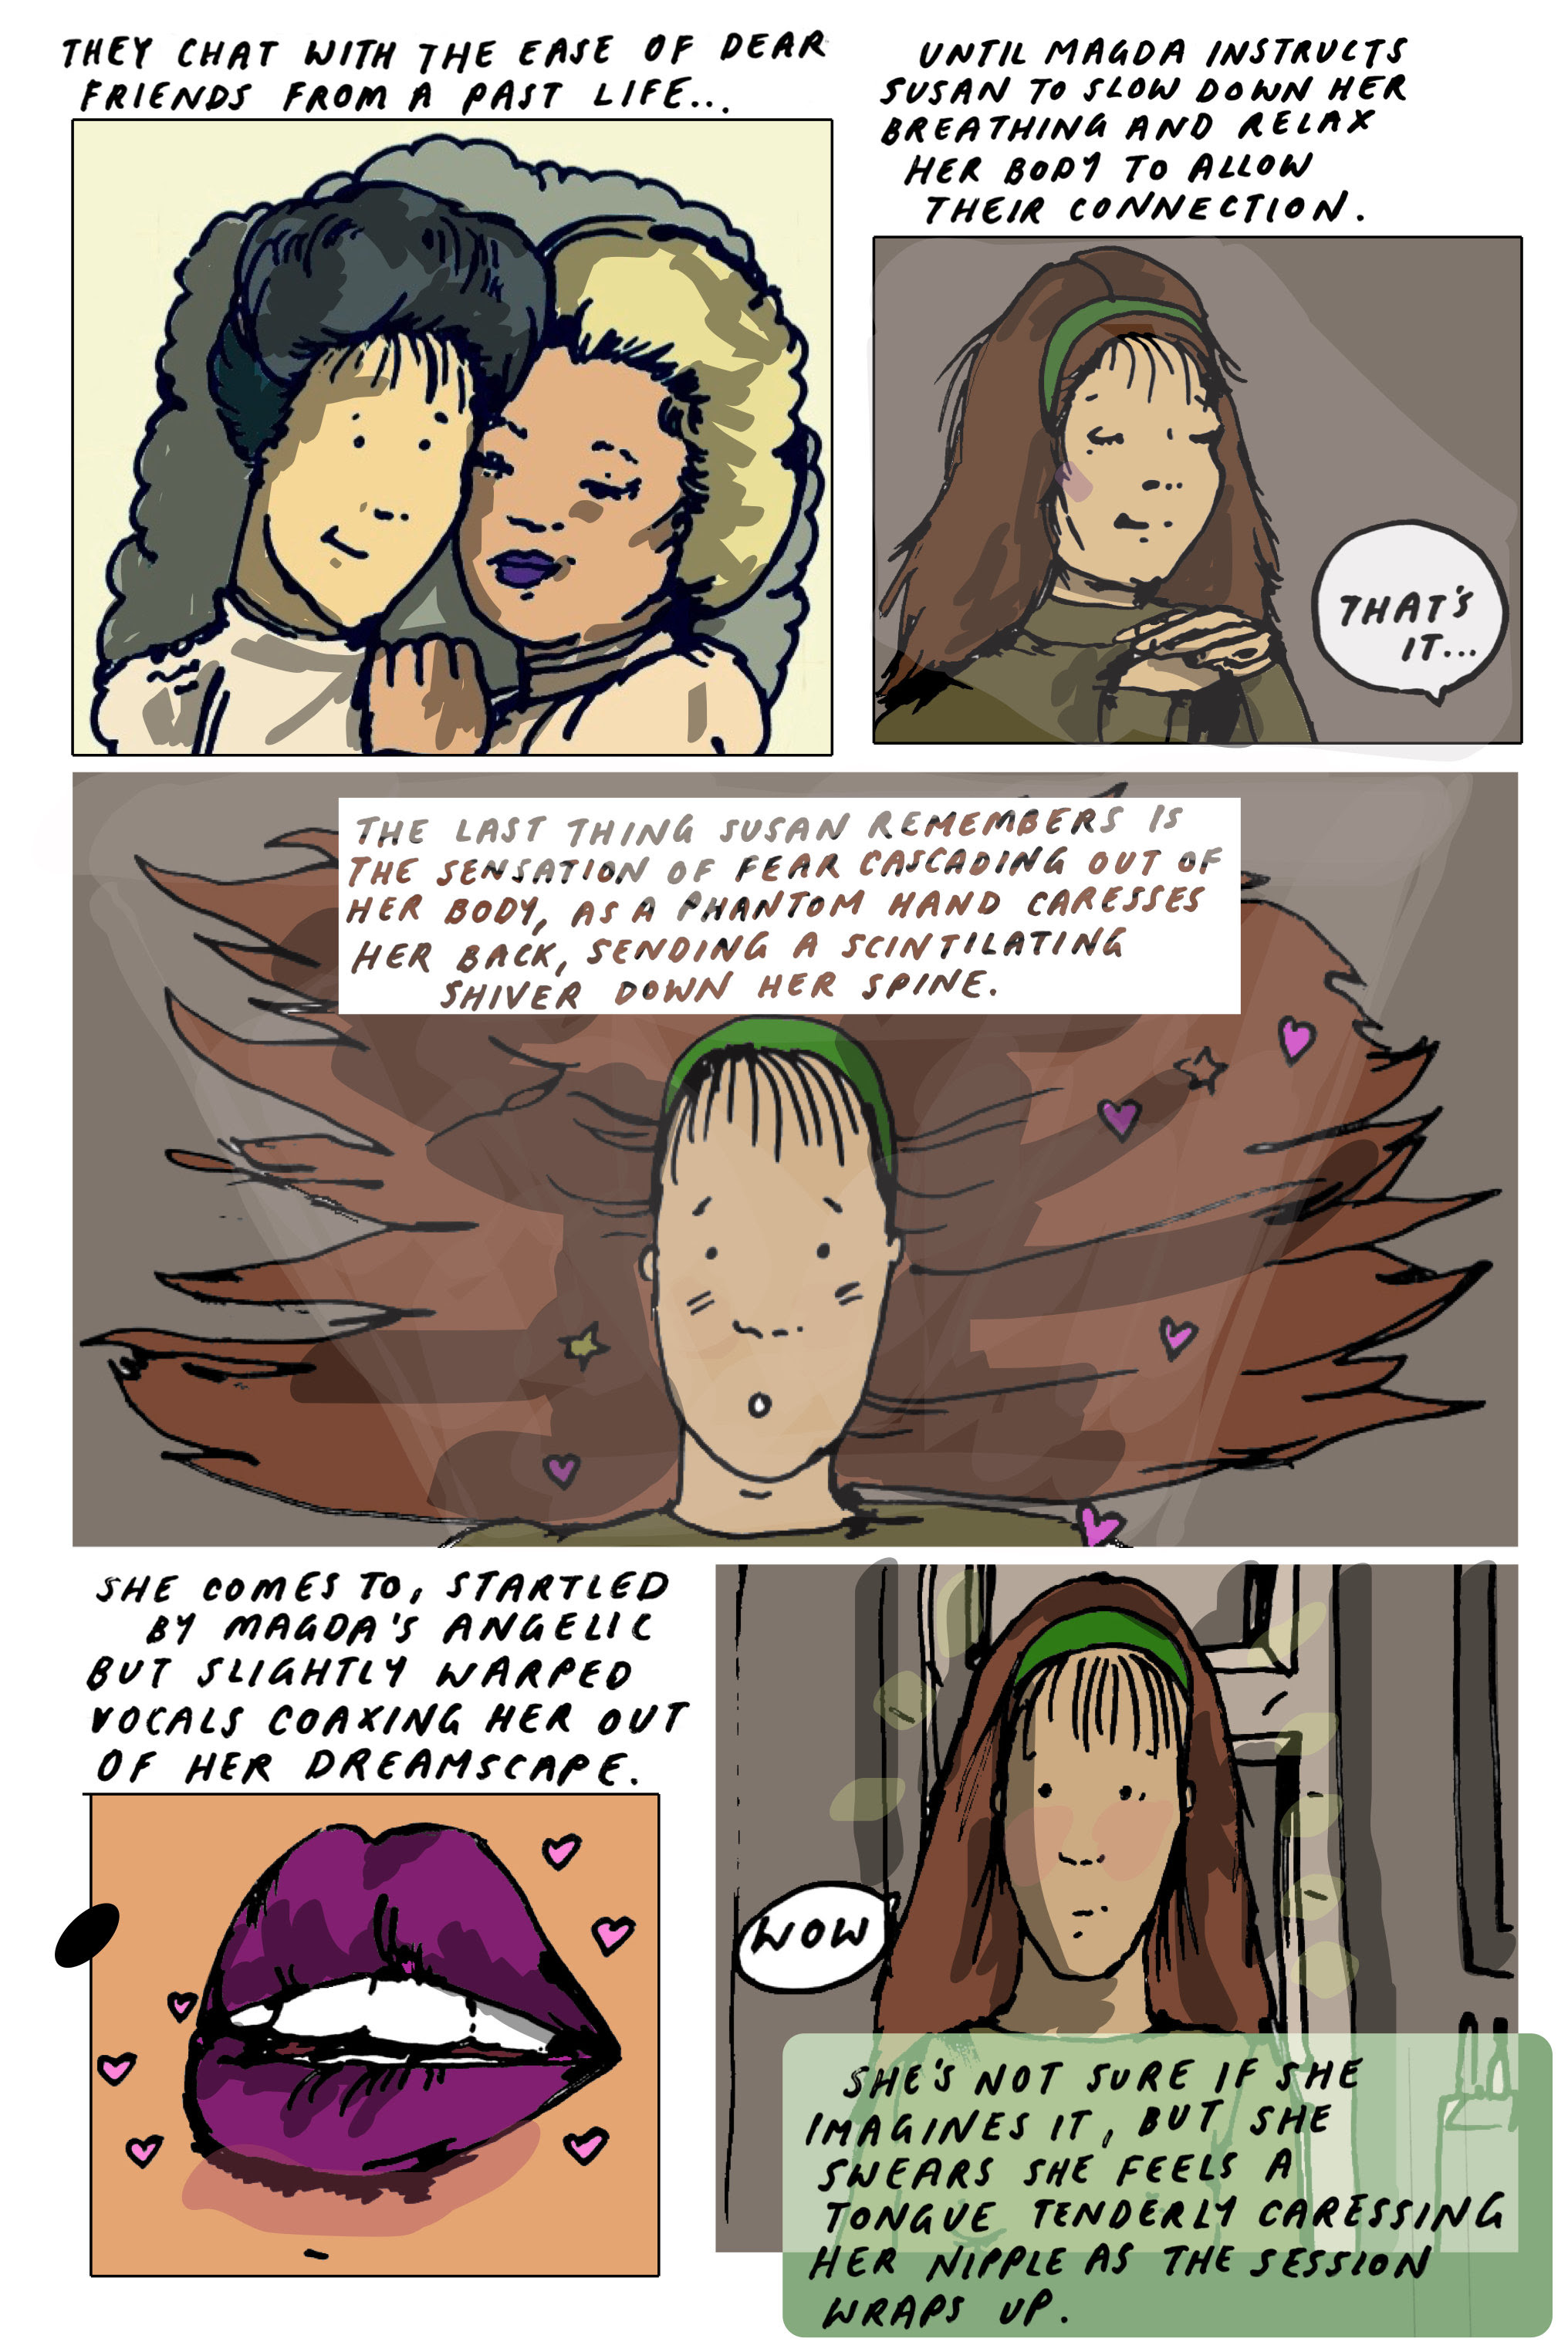 THEY CHAT WITH THE EASE OF DEAR
FRIENDS FROM A PAST LIFE...
UNTIL MAGDA INSTRUCTS
SUSAN TO SLOW DOWN HER
BREATHING AND RELAX
HER BODY TO ALLOW
THEIR CONNECTION.
THAT'S
IT...
THE LAST THING SUSAN REMEMBERS IS
THE SENSATION OF FEAR CASCADING OUT OF
HER BODY, AS A PHANTOM HAND CARESSES
HER BACK, SENDING A SCINTILATING
SHIVER DOWN HER SPINE.
SHE COMES TO, STARTLED
BY MAGDA'S ANGELIC
BUT SLIGHTLY WARPED
VOCALS COAXING HER OUT
OF HER DREAMSCAPE.
WOW
SHE'S NOT SURE IF SHE
IMAGINES IT, BUT SHE
SWEARS SHE FEELS A
TONGUE TENDERLY CARESSING
HER NIPPLE AS THE SESSION
WRAPS UP.